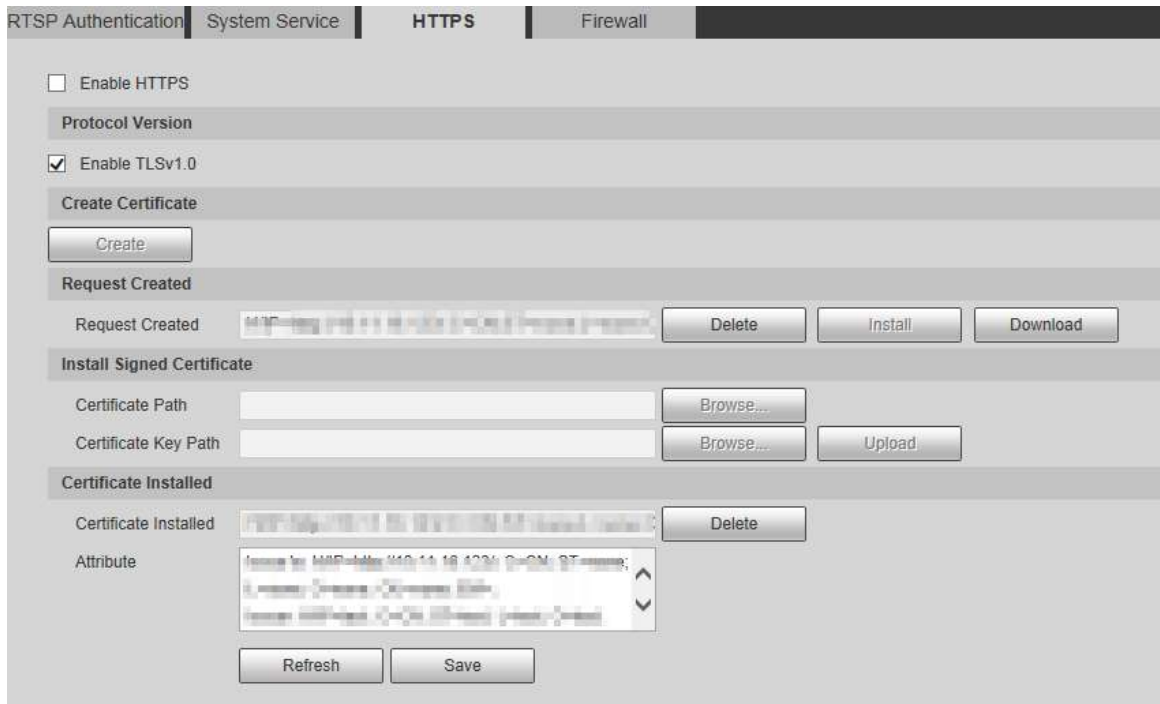 RTSP Authentication System Service HTTPS Firewall
Enable HTTPS
Protocol Version
Enable TLSv1.0
Create Certificate
Create
Request Created
Request Created Delete Install Download
Install Signed Certificate
Certificate Path Browse...
Certificate Key Path Browse... Upload
Certificate Installed
Certificate Installed Delete
Attribute
Refresh Save